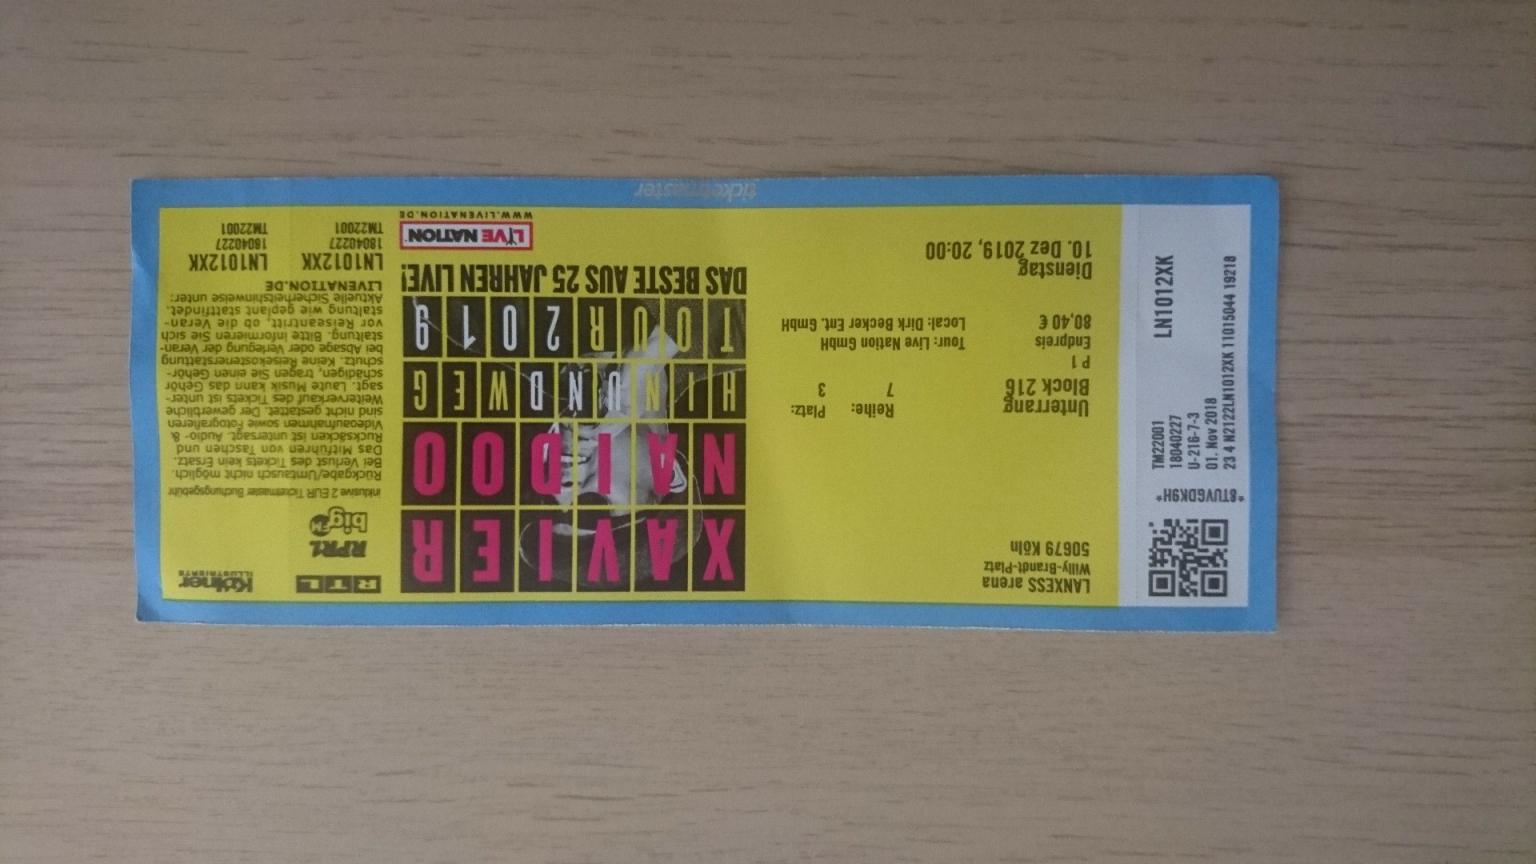 LANXESS arena
Willy-Brandt-Platz
50679 Köln
Unterrang
Block 216
Reihe: 7
Platz: 3
P 1
Endpreis
80,40 €
Tour: Live Nation GmbH
Local: Dirk Becker Ent. GmbH
Dienstag
10. Dez 2019, 20:00
XAVIER
NAIDOO
HIN UND WEG
TOUR 2019
DAS BESTE AUS 25 JAHREN LIVE!
LIVE NATION
WWW.LIVENATION.DE
RTL
Kölner
ILLUSTRIERTE
RPR1.
big FM
inklusive 2 EUR Ticketmaster Buchungsgebühr
Rückgabe/Umtausch nicht möglich.
Bei Verlust des Tickets kein Ersatz.
Das Mitführen von Taschen und
Rucksäcken ist untersagt. Audio- &
Videoaufnahmen sowie Fotografieren
sind nicht gestattet. Der gewerbliche
Weiterverkauf des Tickets ist unter-
sagt. Laute Musik kann das Gehör
schädigen, tragen Sie einen Gehör-
schutz. Keine Reisekostenerstattung
bei Absage oder Verlegung der Veran-
staltung. Bitte informieren Sie sich
vor Reiseantritt, ob die Veran-
staltung wie geplant stattfindet.
Aktuelle Sicherheitshinweise unter:
LIVENATION.DE
LN1012XK LN1012XK
18040227 18040227
TM22001 TM22001
ticketmaster
*8TUVGDK9H*
TM22001
18040227
U-216-7-3
01. Nov 2018
23 4 N2122LN1012XK 11015044 19218
LN1012XK